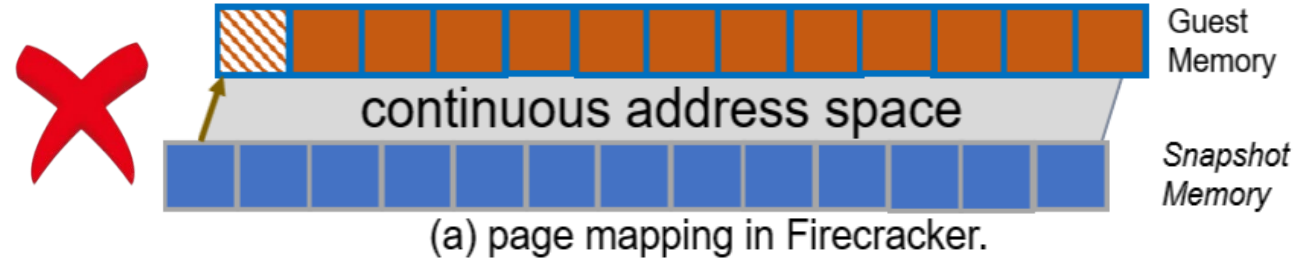 Guest
Memory
continuous address space
Snapshot
Memory
(a) page mapping in Firecracker.